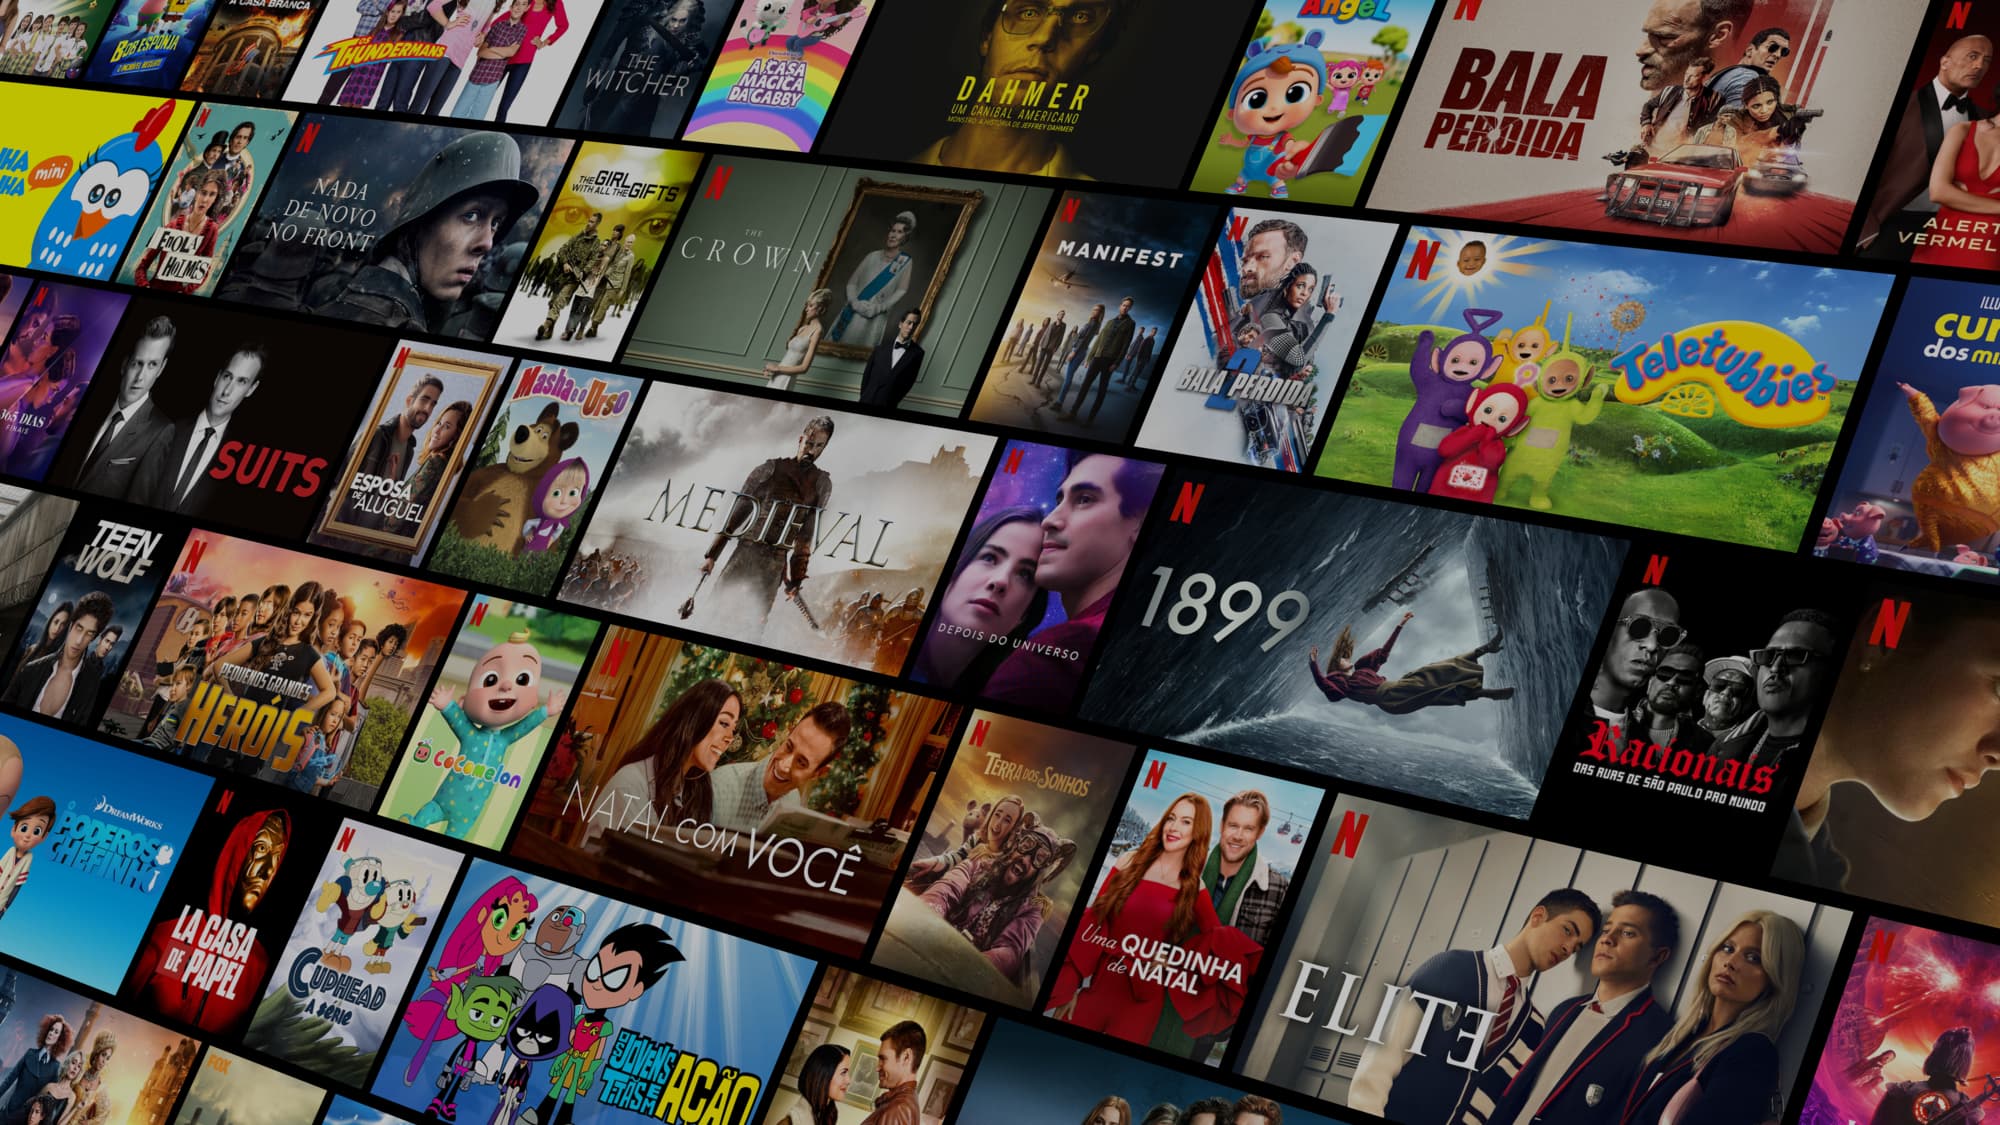 A CASA BRANCA
BOB ESPONJA
O INCRÍVEL RESGATE!
OS
THUNDERMANS
THE
WITCHER
A CASA
MÁGICA
DA GABBY
DAHMER
UM CANIBAL AMERICANO
MONSTRO: A HISTÓRIA DE JEFFREY DAHMER
ANGEL
N
BALA
PERDIDA
N
ALERT
VERMEL
mini
N
ENOLA
HOLMES
N
NADA
DE NOVO
NO FRONT
THE GIRL
WITH ALL THE GIFTS
N
THE
CROWN
N
MANIFEST
N
BALA PERDIDA
2
N
Teletubbies
ILLU
dos mi
N
365 DIAS
FINAIS
SUITS
N
ESPOSA
DE ALUGUEL
Masha e o Urso
MEDIEVAL
N
DEPOIS DO UNIVERSO
N
1899
N
Racionais
DAS RUAS DE SÃO PAULO PRO MUNDO
N
TEEN
WOLF
N
PEQUENOS GRANDES
HERÓIS
N
CoComelon
N
NATAL COM VOCÊ
N
TERRA DOS SONHOS
N
Uma QUEDINHA
de NATAL
N
ELITE
N
DREAMWORKS
O PODEROSO
CHEFINHO
N
LA CASA
DE PAPEL
N
CUPHEAD
A SÉRIE
OS JOVENS
TITÃS EM
AÇÃO
FOX